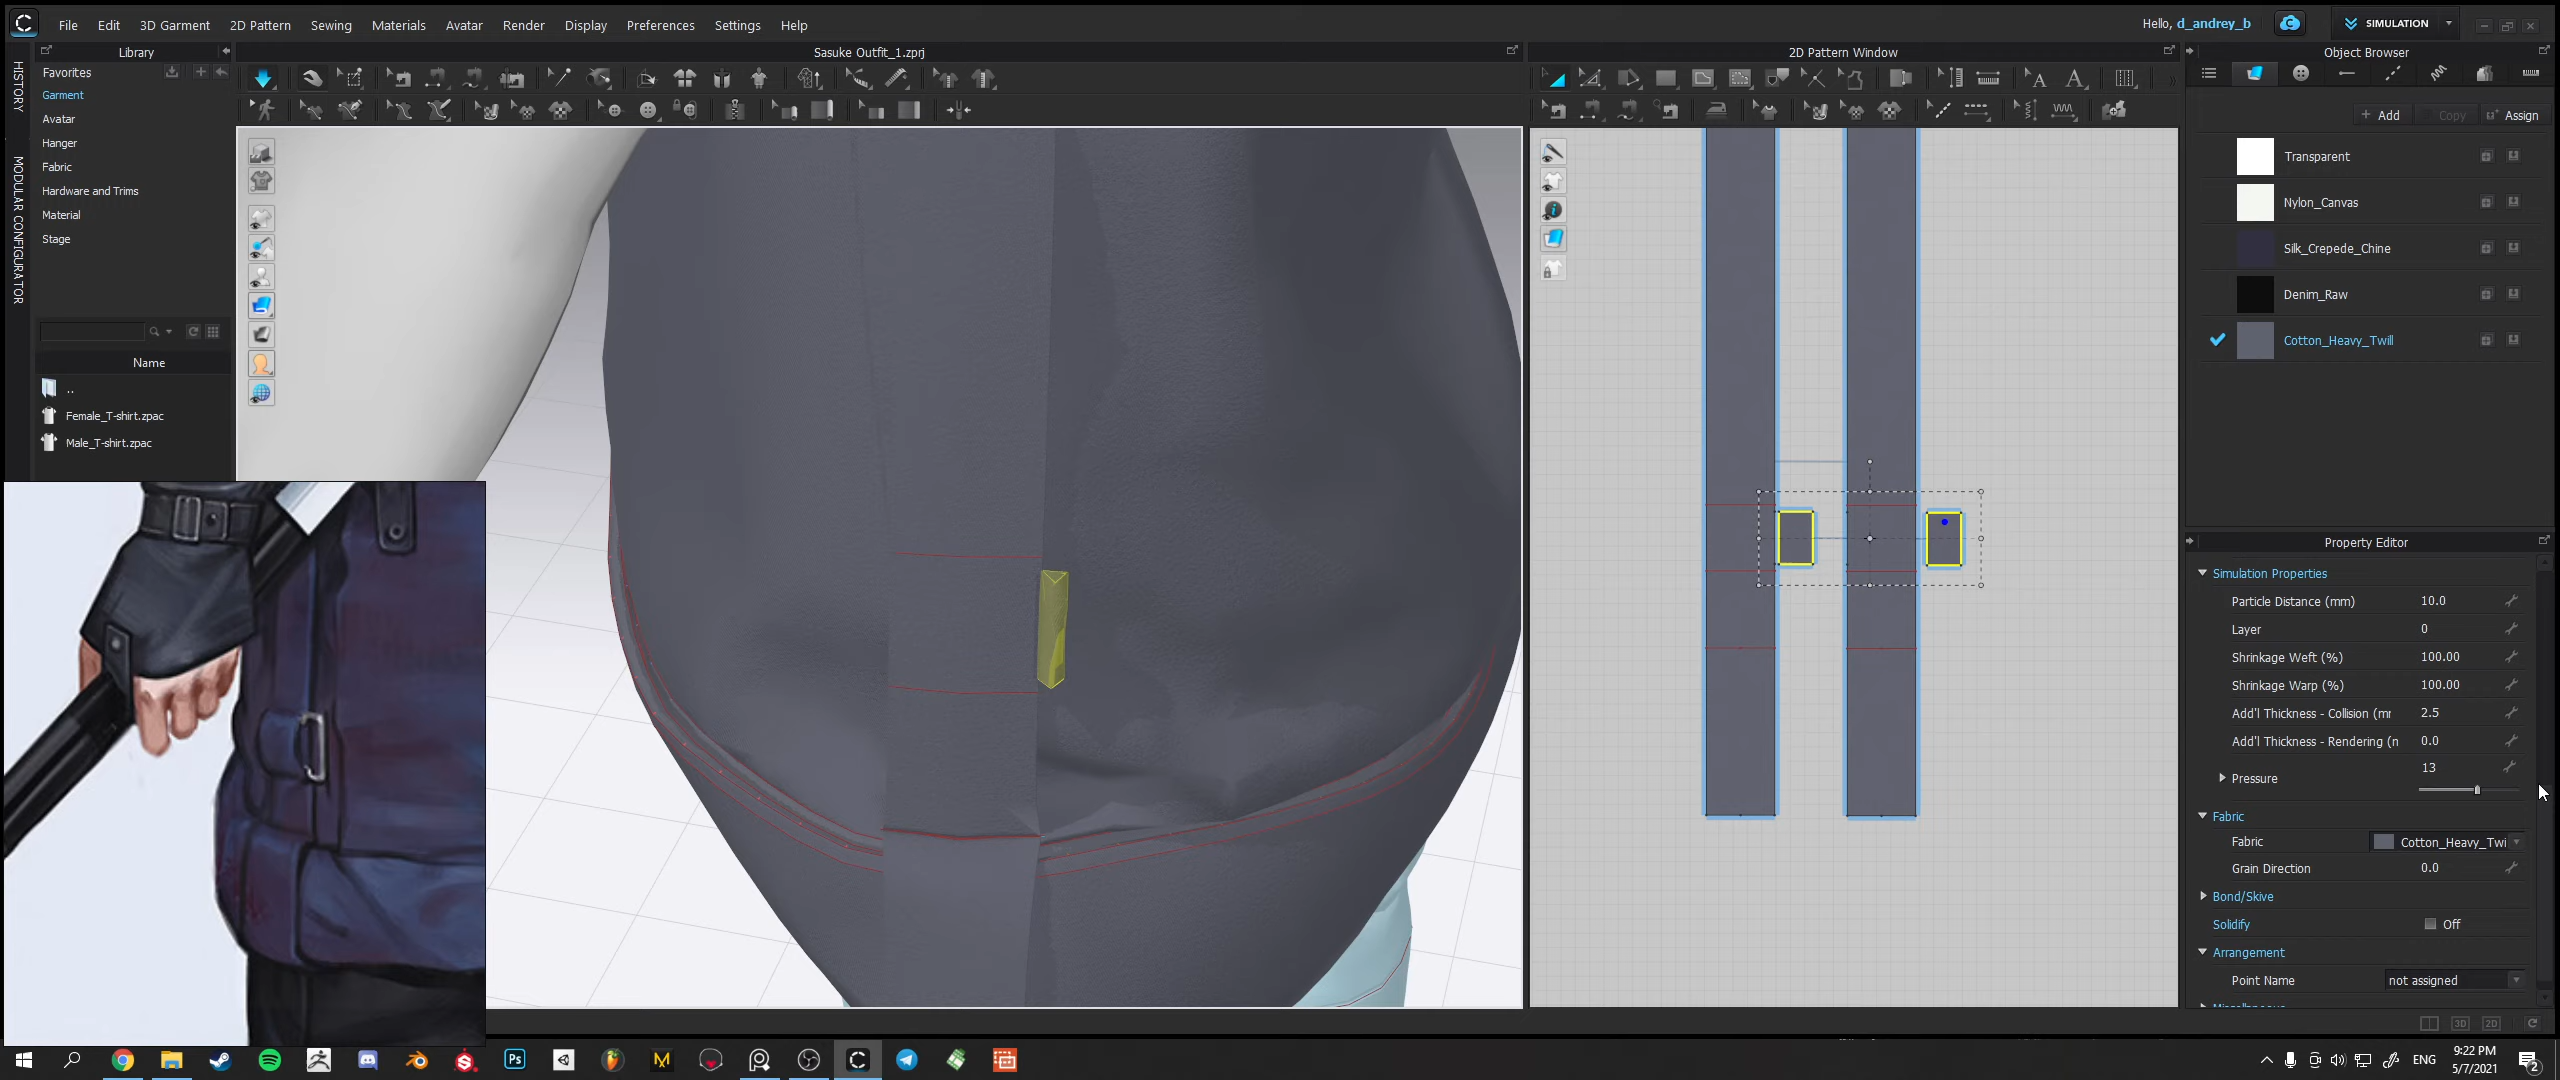 File Edit 3D Garment 2D Pattern Sewing Materials Avatar Render Display Preferences Settings Help
Hello, d_andrey_b
SIMULATION
HISTORY
MODULAR CONFIGURATOR
Library
Favorites
Garment
Avatar
Hanger
Fabric
Hardware and Trims
Material
Stage
Name
..
Female_T-shirt.zpac
Male_T-shirt.zpac
Sasuke Outfit_1.zprj
2D Pattern Window
Object Browser
Add Copy Assign
Transparent
Nylon_Canvas
Silk_Crepede_Chine
Denim_Raw
Cotton_Heavy_Twill
Property Editor
Simulation Properties
Particle Distance (mm) 10.0
Layer 0
Shrinkage Weft (%) 100.00
Shrinkage Warp (%) 100.00
Add'l Thickness - Collision (mr 2.5
Add'l Thickness - Rendering (n 0.0
Pressure 13
Fabric
Fabric Cotton_Heavy_Twi
Grain Direction 0.0
Bond/Skive
Solidify Off
Arrangement
Point Name not assigned
3D 2D
ENG
9:22 PM
5/7/2021
2